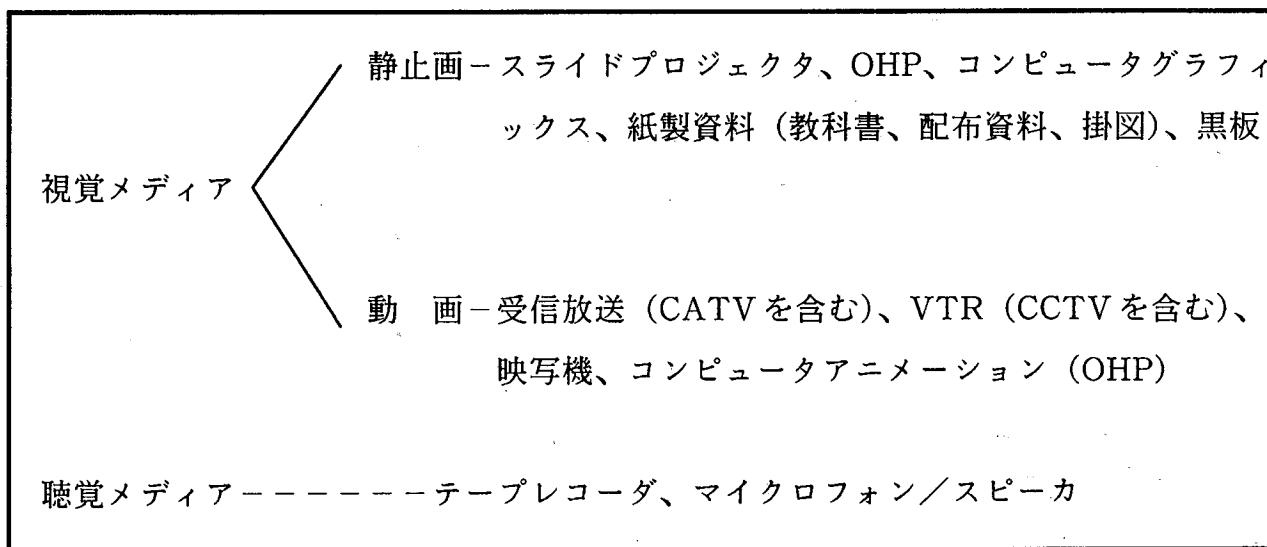 静止画－スライドプロジェクタ、OHP、コンピュータグラフィ
ックス、紙製資料（教科書、配布資料、掛図）、黒板
視覚メディア
動　画－受信放送（CATVを含む）、VTR（CCTVを含む）、
映写機、コンピュータアニメーション（OHP）
聴覚メディア－－－－－－－テープレコーダ、マイクロフォン／スピーカ